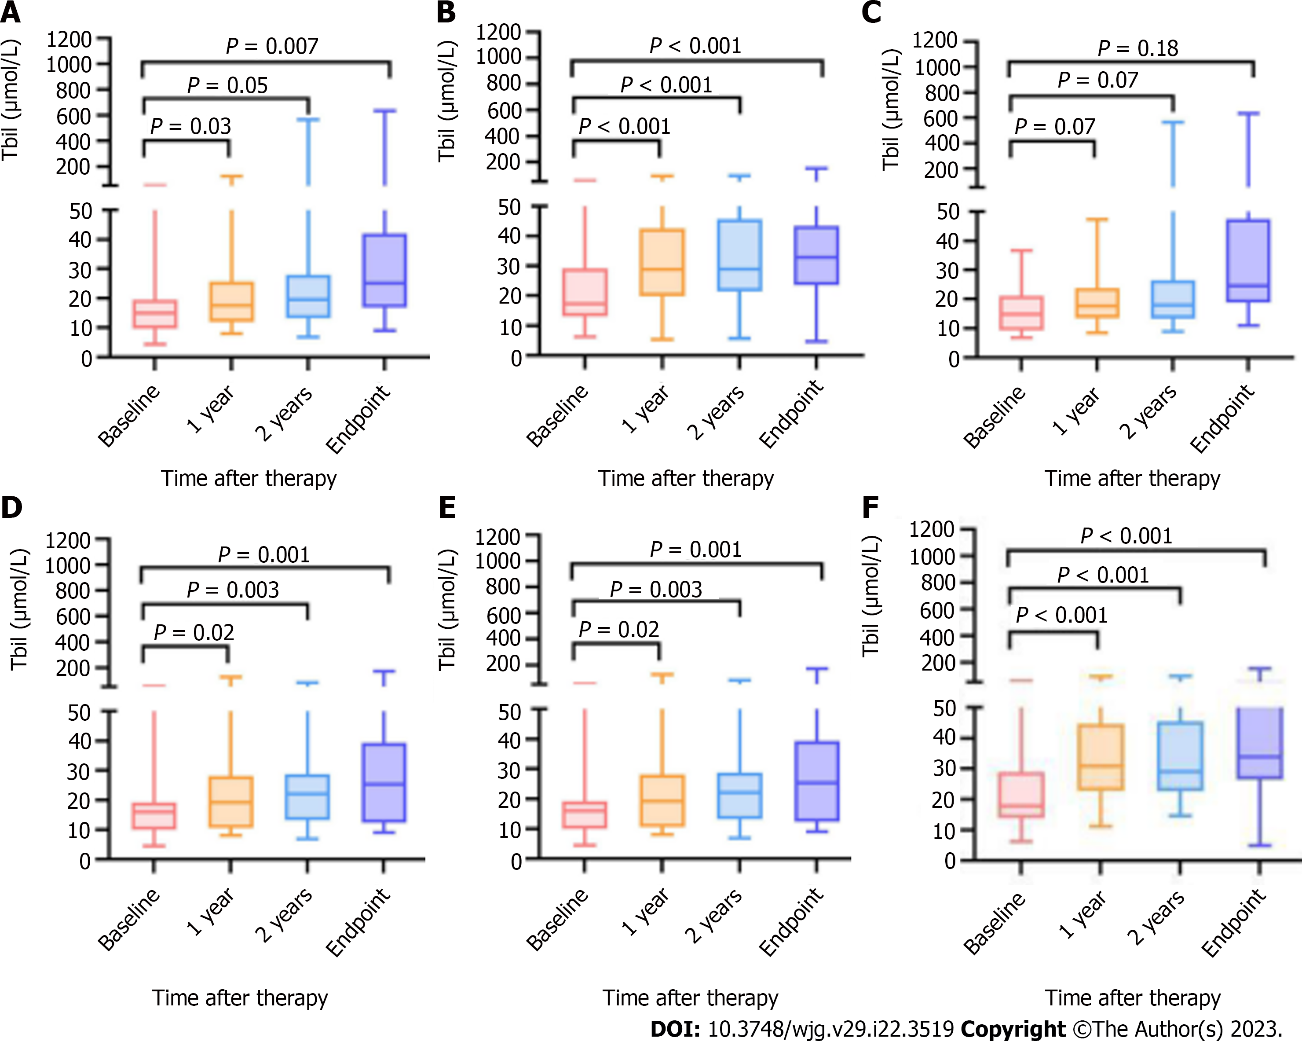 A
Tbil (μmol/L)
1200
1000
800
600
400
200
50
40
30
20
10
0
P = 0.007
P = 0.05
P = 0.03
Baseline
1 year
2 years
Endpoint
Time after therapy
B
Tbil (μmol/L)
1200
1000
800
600
400
200
50
40
30
20
10
0
P < 0.001
P < 0.001
P < 0.001
Baseline
1 year
2 years
Endpoint
Time after therapy
C
Tbil (μmol/L)
1200
1000
800
600
400
200
50
40
30
20
10
0
P = 0.18
P = 0.07
P = 0.07
Baseline
1 year
2 years
Endpoint
Time after therapy
D
Tbil (μmol/L)
1200
1000
800
600
400
200
50
40
30
20
10
0
P = 0.001
P = 0.003
P = 0.02
Baseline
1 year
2 years
Endpoint
Time after therapy
E
Tbil (μmol/L)
1200
1000
800
600
400
200
50
40
30
20
10
0
P = 0.001
P = 0.003
P = 0.02
Baseline
1 year
2 years
Endpoint
Time after therapy
F
Tbil (μmol/L)
1200
1000
800
600
400
200
50
40
30
20
10
0
P < 0.001
P < 0.001
P < 0.001
Baseline
1 year
2 years
Endpoint
Time after therapy
DOI: 10.3748/wjg.v29.i22.3519 Copyright ©The Author(s) 2023.